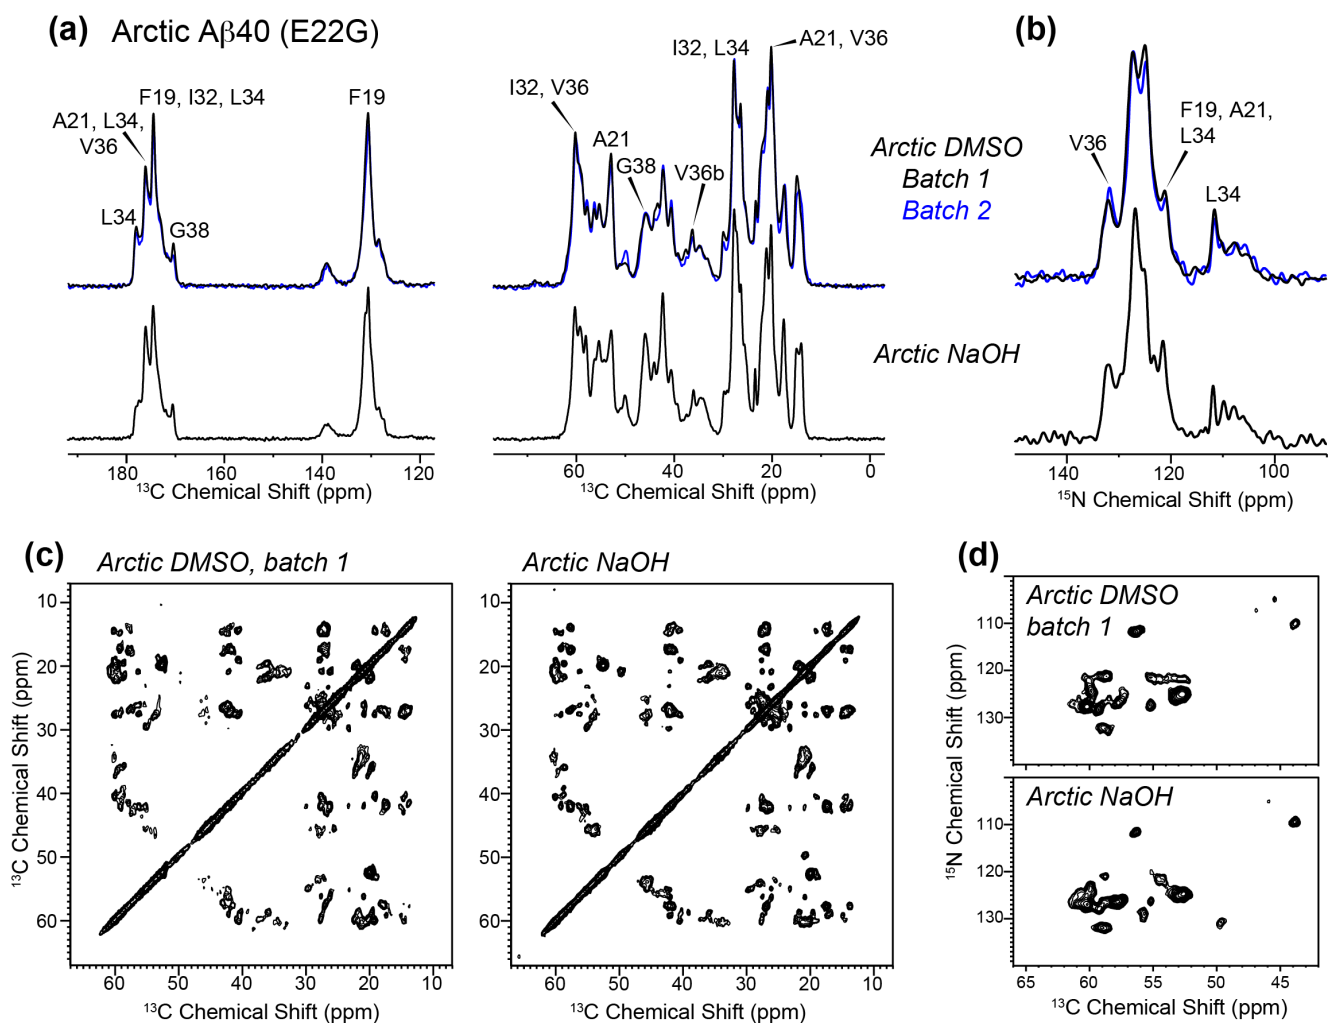 (a) Arctic Aβ40 (E22G)
(b)
F19, I32, L34
A21, L34,
V36
L34
G38
F19
I32, V36
A21
G38
V36b
I32, L34
A21, V36
Arctic DMSO
Batch 1
Batch 2
Arctic NaOH
V36
F19, A21,
L34
L34
180 160 140 120
¹³C Chemical Shift (ppm)
60 40 20 0
¹³C Chemical Shift (ppm)
140 120 100
¹⁵N Chemical Shift (ppm)
(c) Arctic DMSO, batch 1
Arctic NaOH
(d)
10
20
30
40
50
60
¹³C Chemical Shift (ppm)
60 50 40 30 20 10
¹³C Chemical Shift (ppm)
10
20
30
40
50
60
60 50 40 30 20 10
¹³C Chemical Shift (ppm)
Arctic DMSO
batch 1
110
120
130
Arctic NaOH
110
120
130
¹⁵N Chemical Shift (ppm)
65 60 55 50 45
¹³C Chemical Shift (ppm)